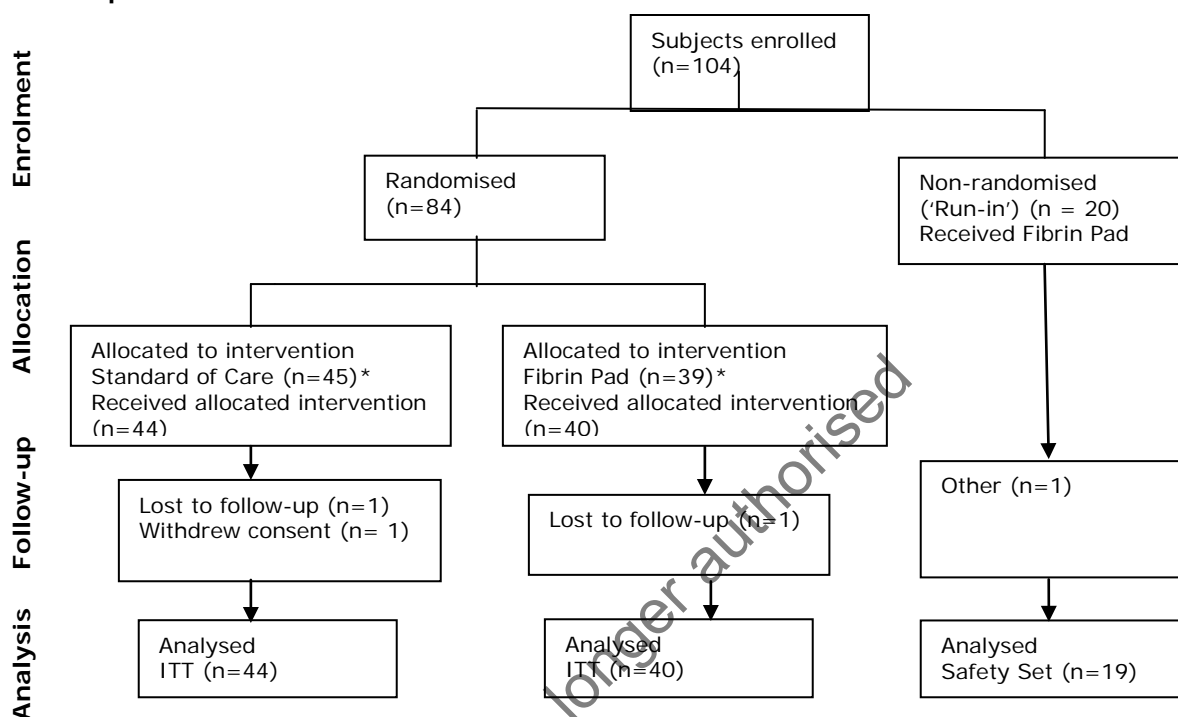 Enrolment
Subjects enrolled
(n=104)
Randomised
(n=84)
Non-randomised
('Run-in') (n = 20)
Received Fibrin Pad
Allocation
Allocated to intervention
Standard of Care (n=45)*
Received allocated intervention
(n=44)
Allocated to intervention
Fibrin Pad (n=39)*
Received allocated intervention
(n=40)
Follow-up
Lost to follow-up (n=1)
Withdrew consent (n= 1)
Lost to follow-up (n=1)
Other (n=1)
Analysis
Analysed
ITT (n=44)
Analysed
ITT (n=40)
Analysed
Safety Set (n=19)
longer authorised